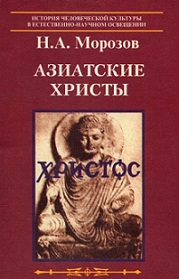 ИСТОРИЯ ЧЕЛОВЕЧЕСКОЙ КУЛЬТУРЫ
В ЕСТЕСТВЕННО-НАУЧНОМ ОСВЕЩЕНИИ
Н.А. Морозов
АЗИАТСКИЕ
ХРИСТЫ
ХРИСТОС